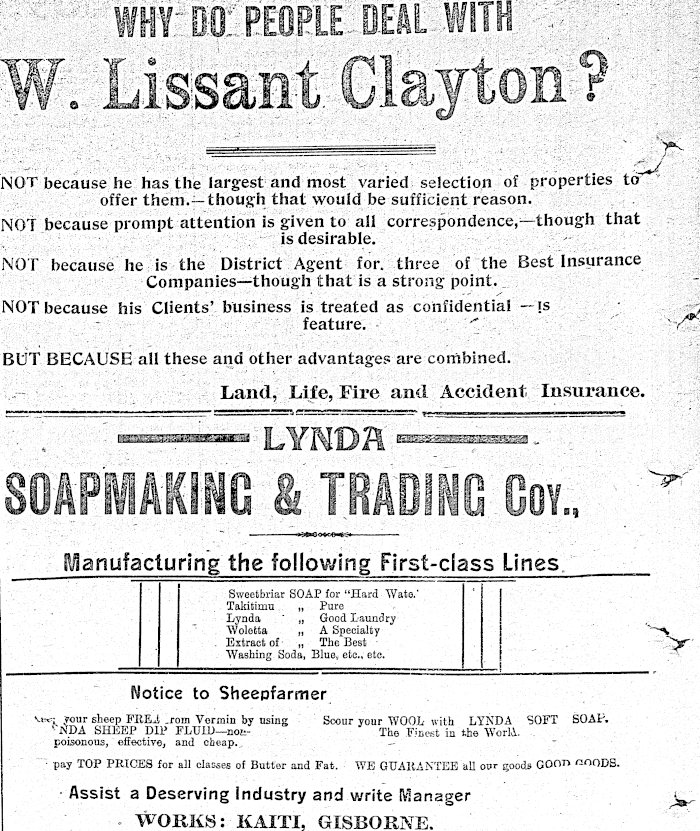 WHY DO PEOPLE DEAL WITH
W. Lissant Clayton?
NOT because he has the largest and most varied selection of properties to
offer them.—though that would be sufficient reason.
NOT because prompt attention is given to all correspondence,—though that
is desirable.
NOT because he is the District Agent for. three of the Best Insurance
Companies—though that is a strong point.
NOT because his Clients' business is treated as confidential —is
feature.
BUT BECAUSE all these and other advantages are combined.
Land, Life, Fire and Accident Insurance.
LYNDA
SOAPMAKING & TRADING COY.,
Manufacturing the following First-class Lines
Sweetbriar SOAP for "Hard Wate.'
Takitimu „ Pure
Lynda „ Good Laundry
Woletta „ A Specialty
Extract of „ The Best
Washing Soda, Blue, etc., etc.
Notice to Sheepfarmer
your sheep FREE rom Vermin by using
NDA SHEEP DIP FLUID—non-
poisonous, effective, and cheap.
Scour your WOOL with LYNDA SOFT SOAP.
The Finest in the World.
pay TOP PRICES for all classes of Butter and Fat. WE GUARANTEE all our goods GOOD GOODS.
Assist a Deserving Industry and write Manager
WORKS: KAITI, GISBORNE.